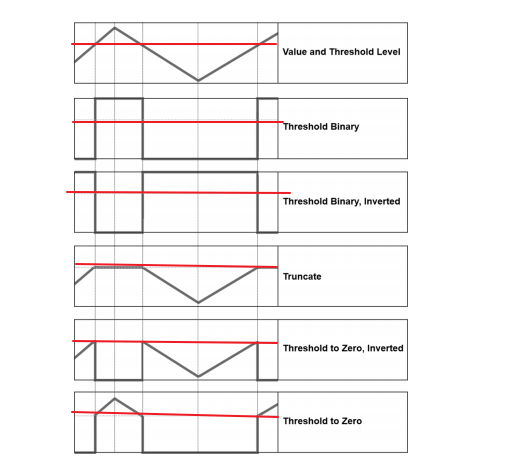 Value and Threshold Level
Threshold Binary
Threshold Binary, Inverted
Truncate
Threshold to Zero, Inverted
Threshold to Zero